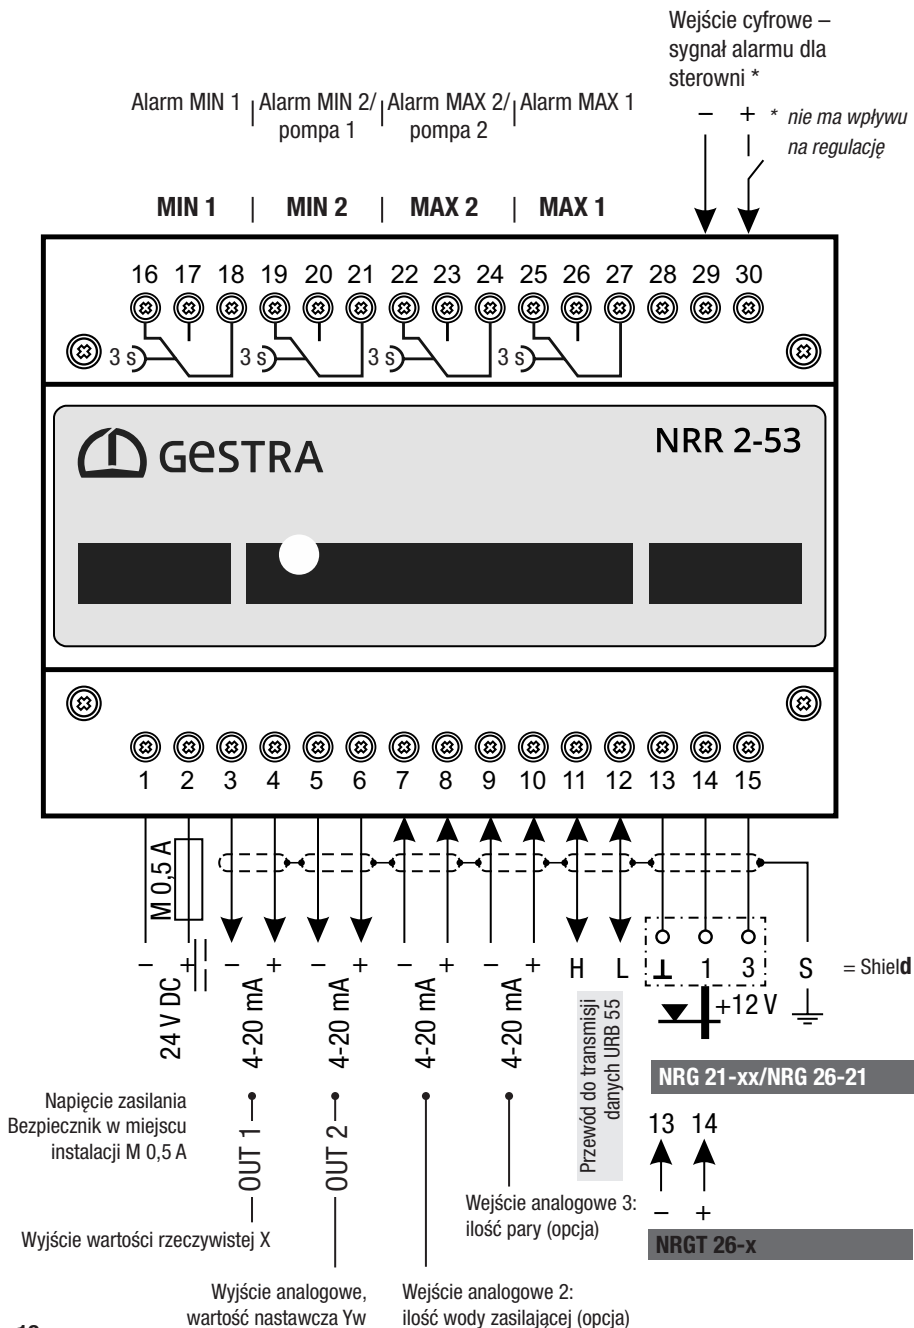 Wejście cyfrowe –
sygnał alarmu dla
sterowni *
Alarm MIN 1 | Alarm MIN 2/ | Alarm MAX 2/ | Alarm MAX 1
pompa 1 pompa 2
– + * nie ma wpływu
na regulację
MIN 1 | MIN 2 | MAX 2 | MAX 1
16 17 18 19 20 21 22 23 24 25 26 27 28 29 30
3 s 3 s 3 s 3 s
GESTRA
NRR 2-53
1 2 3 4 5 6 7 8 9 10 11 12 13 14 15
M 0,5 A
– + – + – + – + – + H L ⊥ 1 3 S = Shield
24 V DC
4-20 mA
4-20 mA
4-20 mA
4-20 mA
Przewód do transmisji
danych URB 55
+12 V
NRG 21-xx/NRG 26-21
Napięcie zasilania
Bezpiecznik w miejscu
instalacji M 0,5 A
OUT 1
OUT 2
13 14
– +
NRGT 26-x
Wejście analogowe 3:
ilość pary (opcja)
Wyjście wartości rzeczywistej X
Wyjście analogowe,
wartość nastawcza Yw
Wejście analogowe 2:
ilość wody zasilającej (opcja)